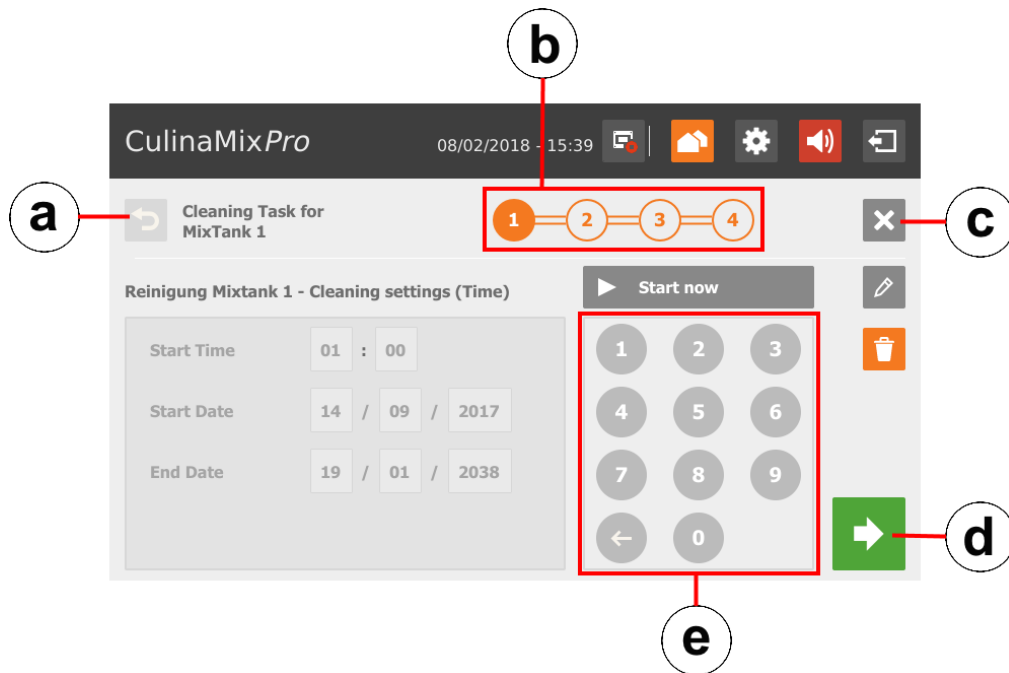 b
CulinaMixPro
08/02/2018 - 15:39
a
Cleaning Task for
MixTank 1
1 2 3 4
c
Reinigung Mixtank 1 - Cleaning settings (Time)
Start now
Start Time 01 : 00
Start Date 14 / 09 / 2017
End Date 19 / 01 / 2038
1 2 3
4 5 6
7 8 9
0
d
e